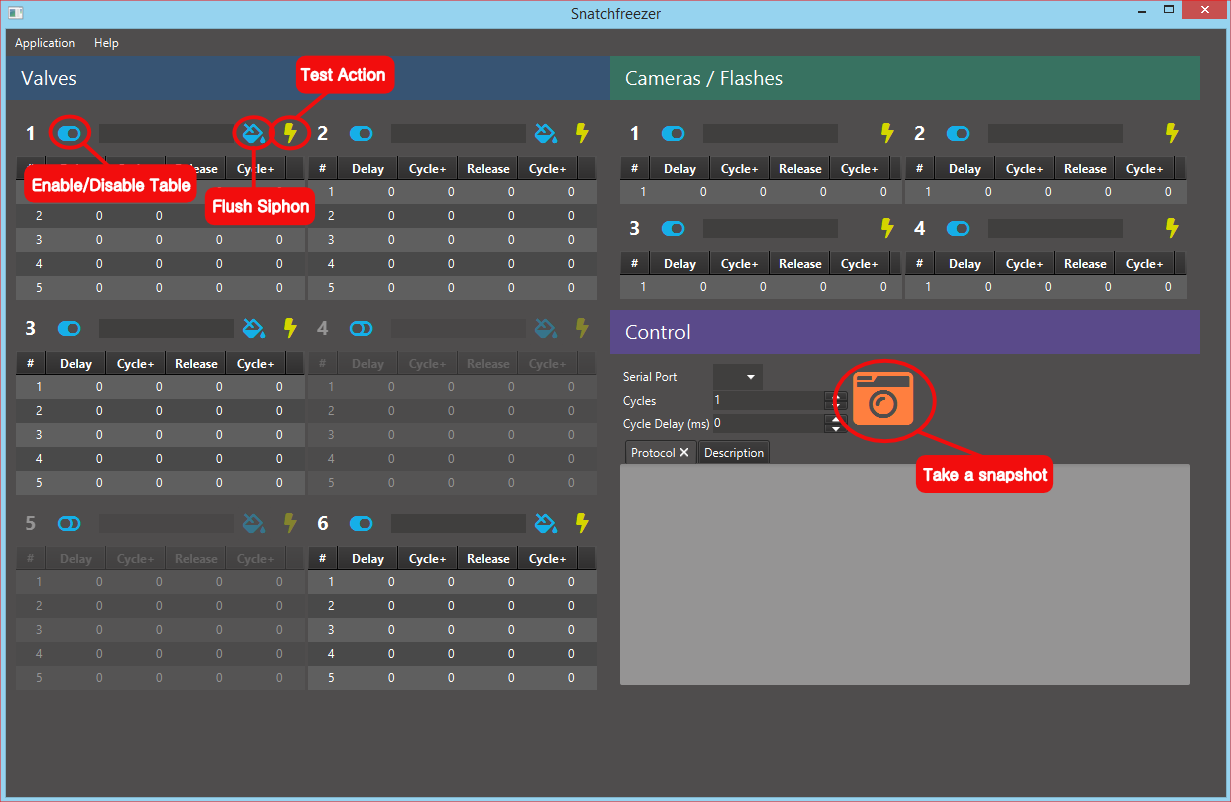 Snatchfreezer
Application Help
Valves
Test Action
Cameras / Flashes
1 2
# Release Cycle+
Enable/Disable Table
Flush Siphon
2 0 0 0
3 0 0 0 0
4 0 0 0 0
5 0 0 0 0
# Delay Cycle+ Release Cycle+
1 0 0 0 0
2 0 0 0 0
3 0 0 0 0
4 0 0 0 0
5 0 0 0 0
3
# Delay Cycle+ Release Cycle+
1 0 0 0 0
2 0 0 0 0
3 0 0 0 0
4 0 0 0 0
5 0 0 0 0
4
# Delay Cycle+ Release Cycle+
1 0 0 0 0
2 0 0 0 0
3 0 0 0 0
4 0 0 0 0
5 0 0 0 0
5
# Delay Cycle+ Release Cycle+
1 0 0 0 0
2 0 0 0 0
3 0 0 0 0
4 0 0 0 0
5 0 0 0 0
6
# Delay Cycle+ Release Cycle+
1 0 0 0 0
2 0 0 0 0
3 0 0 0 0
4 0 0 0 0
5 0 0 0 0
1
# Delay Cycle+ Release Cycle+
1 0 0 0 0
2
# Delay Cycle+ Release Cycle+
1 0 0 0 0
3
# Delay Cycle+ Release Cycle+
1 0 0 0 0
4
# Delay Cycle+ Release Cycle+
1 0 0 0 0
Control
Serial Port
Cycles 1
Cycle Delay (ms) 0
Protocol Description
Take a snapshot